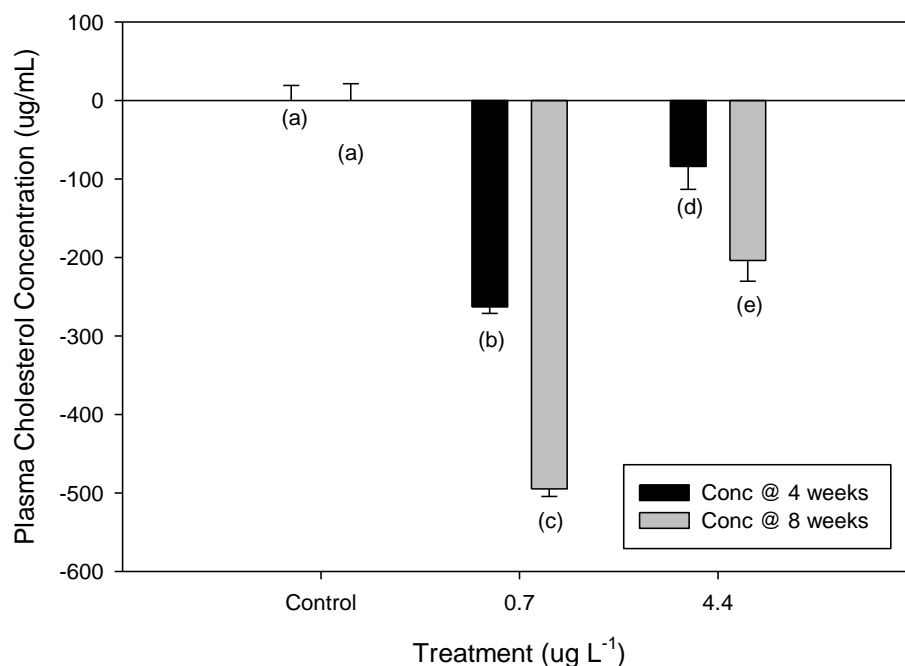 100
0
-100
-200
-300
-400
-500
-600
Plasma Cholesterol Concentration (ug/mL)
(a)
(a)
(b)
(c)
(d)
(e)
Conc @ 4 weeks
Conc @ 8 weeks
Control
0.7
4.4
Treatment (ug L⁻¹)